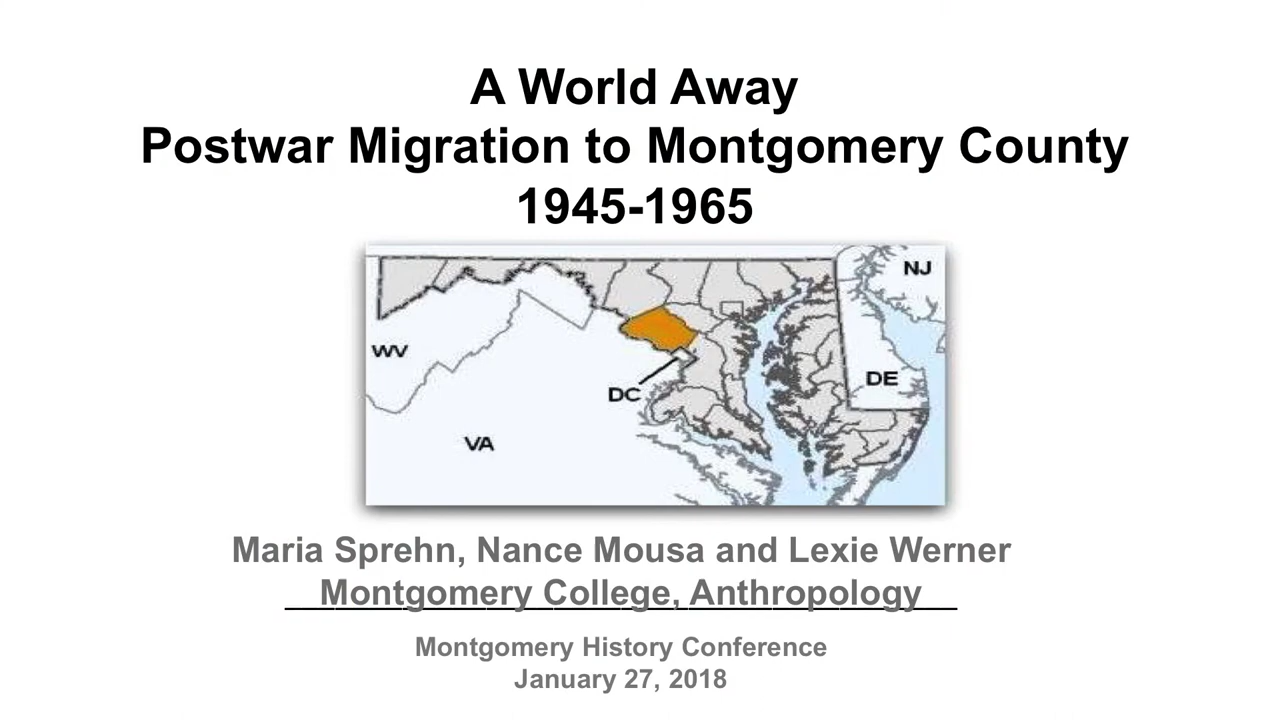 A World Away
Postwar Migration to Montgomery County
1945-1965
NJ
WV
DE
DC
VA
Maria Sprehn, Nance Mousa and Lexie Werner
Montgomery College, Anthropology
Montgomery History Conference
January 27, 2018